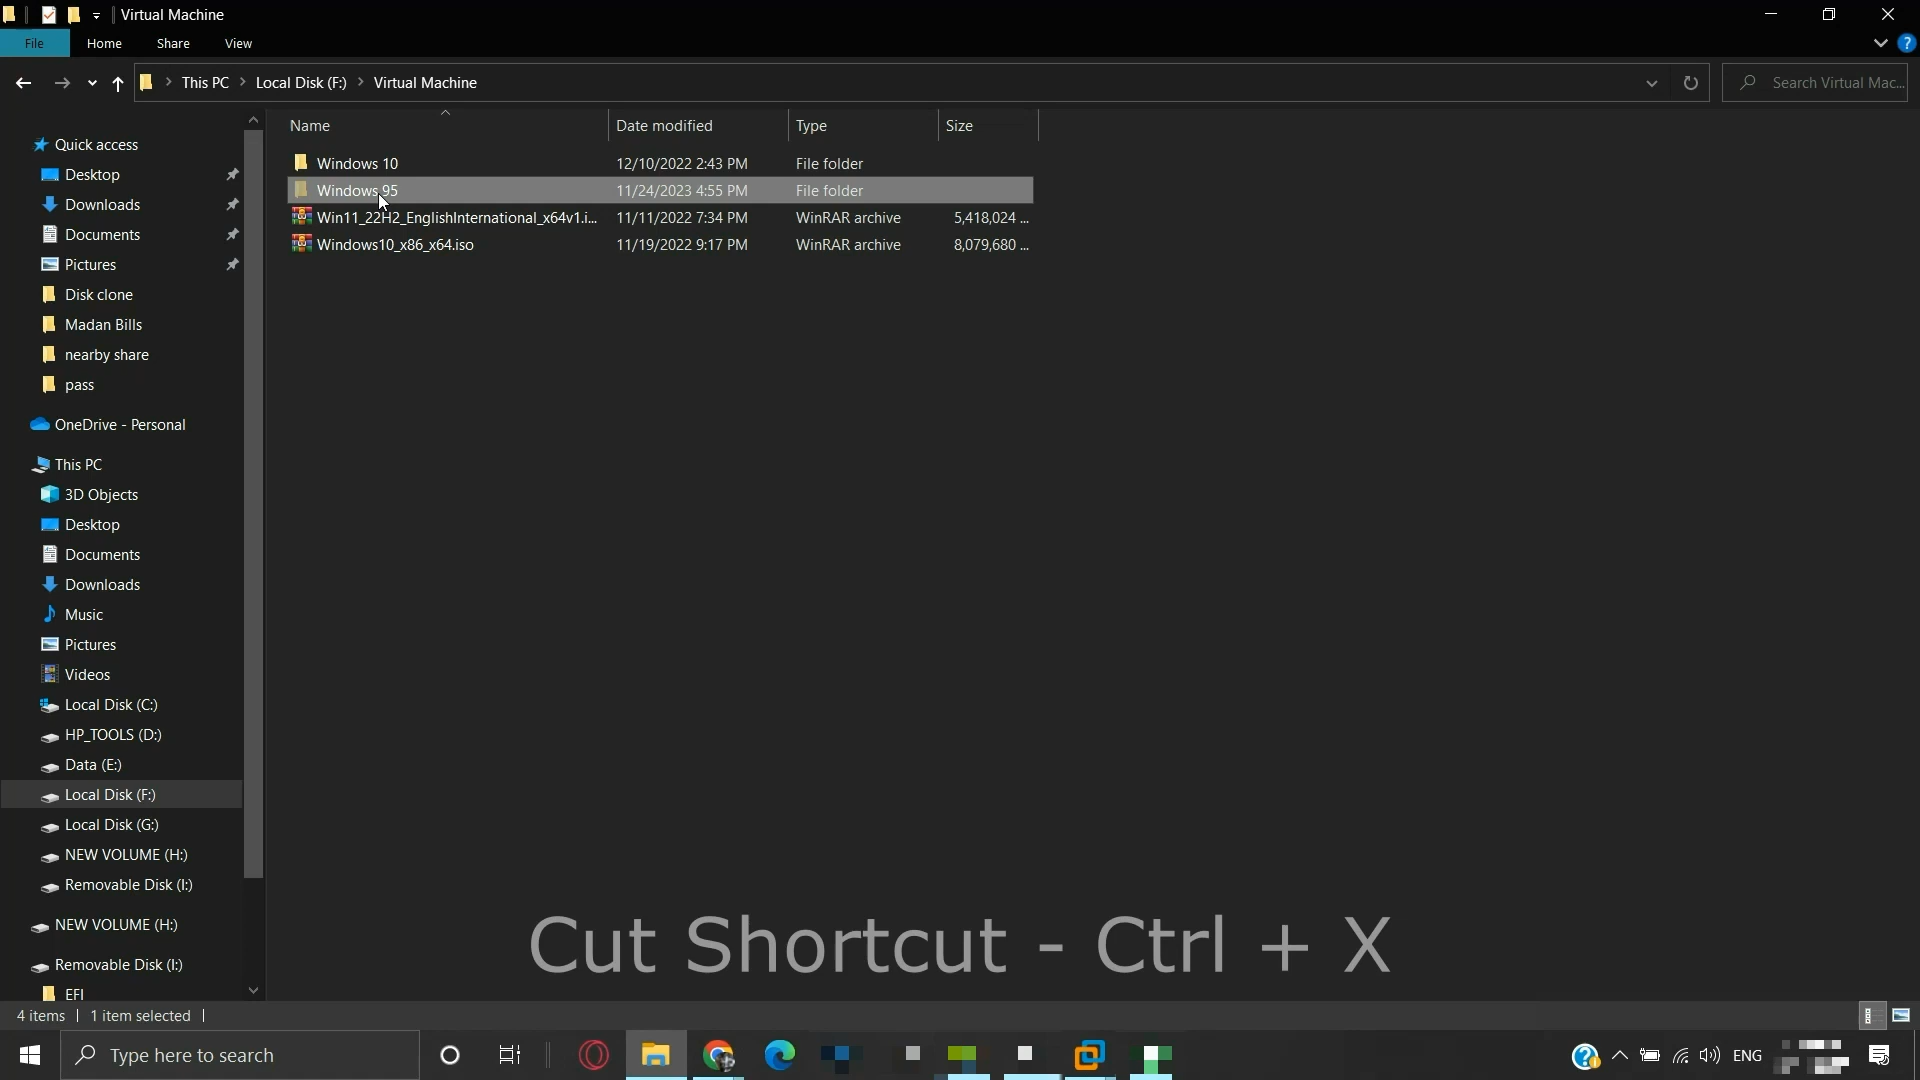 Virtual Machine
File Home Share View
This PC Local Disk (F:) Virtual Machine
Search Virtual Mac...
Name Date modified Type Size
Windows 10 12/10/2022 2:43 PM File folder
Windows 95 11/24/2023 4:55 PM File folder
Win11_22H2_EnglishInternational_x64v1.i... 11/11/2022 7:34 PM WinRAR archive 5,418,024 ...
Windows10_x86_x64.iso 11/19/2022 9:17 PM WinRAR archive 8,079,680 ...
Quick access
Desktop
Downloads
Documents
Pictures
Disk clone
Madan Bills
nearby share
pass
OneDrive - Personal
This PC
3D Objects
Desktop
Documents
Downloads
Music
Pictures
Videos
Local Disk (C:)
HP_TOOLS (D:)
Data (E:)
Local Disk (F:)
Local Disk (G:)
NEW VOLUME (H:)
Removable Disk (I:)
NEW VOLUME (H:)
Removable Disk (I:)
EFI
Cut Shortcut - Ctrl + X
4 items 1 item selected
Type here to search
ENG